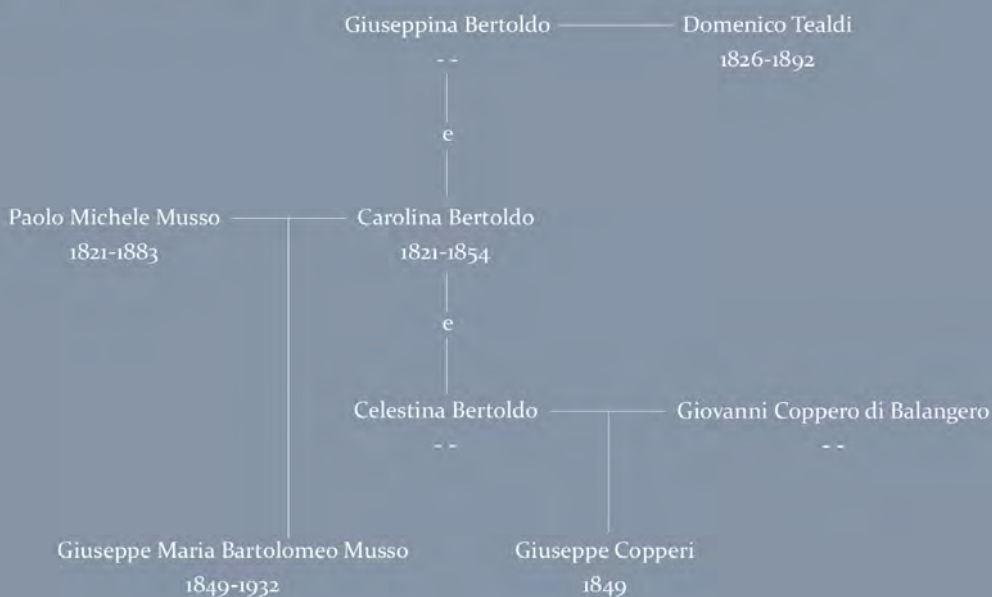 Giuseppina Bertoldo Domenico Tealdi
-- 1826-1892
e
Paolo Michele Musso Carolina Bertoldo
1821-1883 1821-1854
e
Celestina Bertoldo Giovanni Coppero di Balangero
-- --
Giuseppe Maria Bartolomeo Musso Giuseppe Copperi
1849-1932 1849